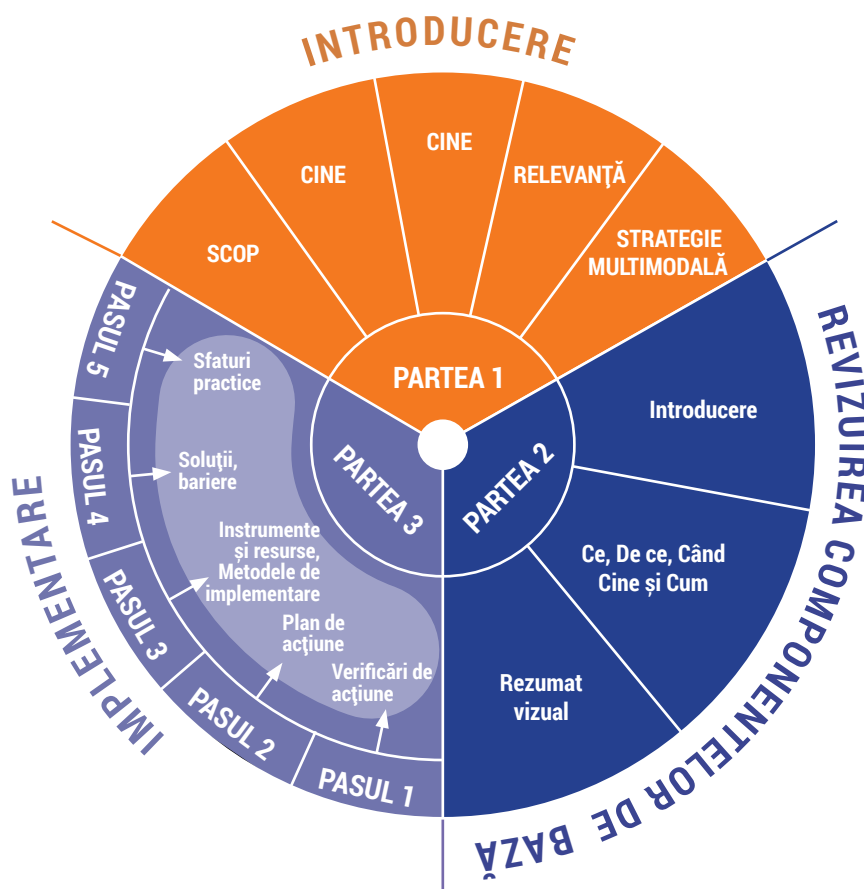 INTRODUCERE
SCOP
CINE
CINE
RELEVANŢĂ
STRATEGIE
MULTIMODALĂ
PARTEA 1
REVIZUIREA COMPONENTELOR DE BAZĂ
PARTEA 2
Introducere
Ce, De ce, Când
Cine și Cum
Rezumat
vizual
IMPLEMENTARE
PARTEA 3
PASUL 1
PASUL 2
PASUL 3
PASUL 4
PASUL 5
Sfaturi
practice
Soluţii,
bariere
Instrumente
și resurse,
Metodele de
implementare
Plan de
acţiune
Verificări de
acţiune